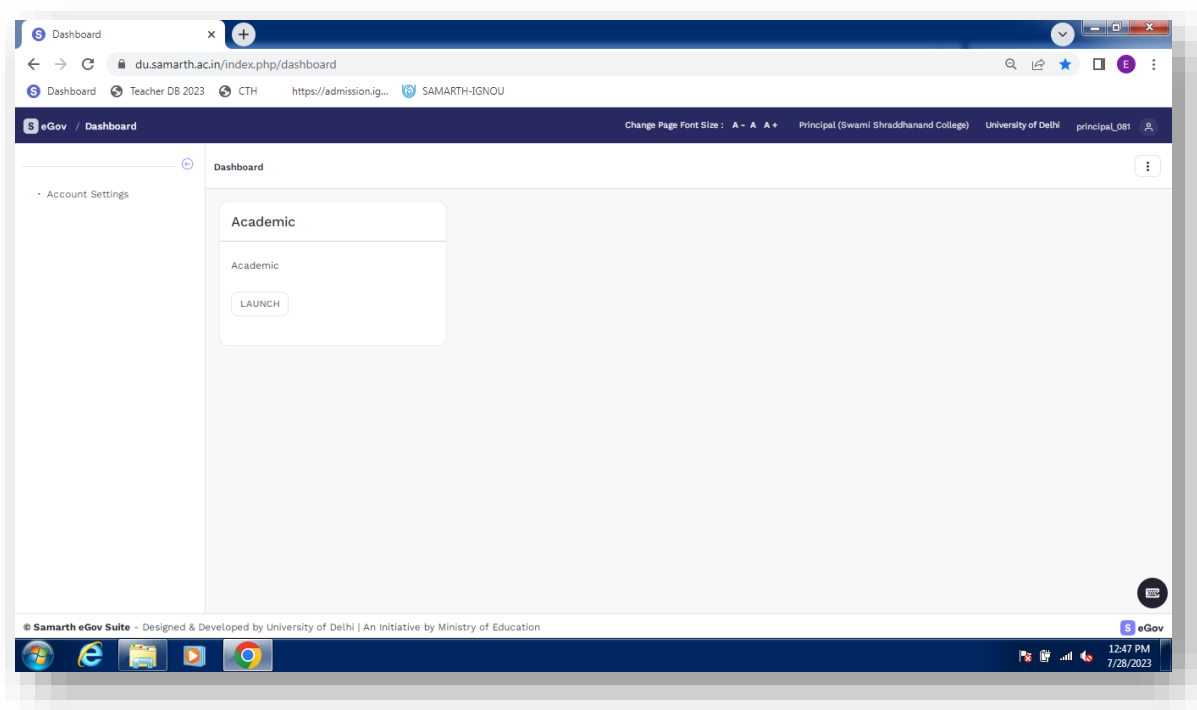 S Dashboard
du.samarth.ac.in/index.php/dashboard
E
S Dashboard Teacher DB 2023 CTH https://admission.ig... SAMARTH-IGNOU
S eGov / Dashboard Change Page Font Size : A - A A + Principal (Swami Shraddhanand College) University of Delhi principal_081
Dashboard
• Account Settings
Academic
Academic
LAUNCH
© Samarth eGov Suite - Designed & Developed by University of Delhi | An Initiative by Ministry of Education S eGov
12:47 PM
7/28/2023